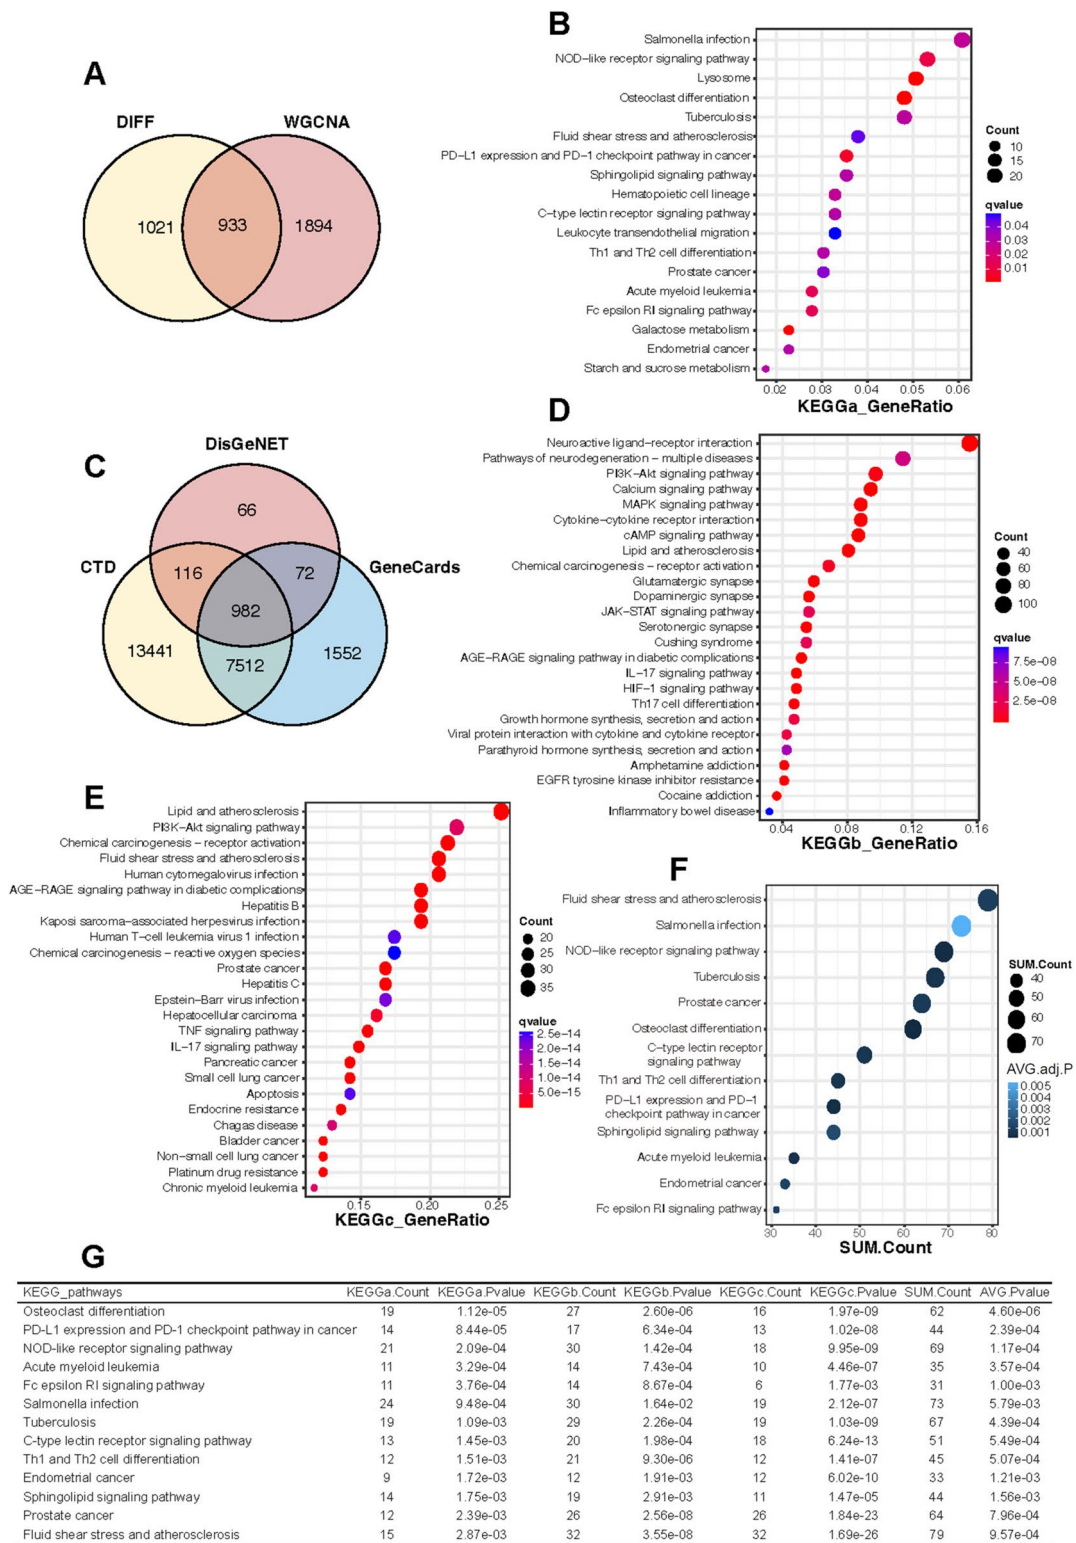 A
DIFF
WGCNA
1021
933
1894
B
Salmonella infection
NOD−like receptor signaling pathway
Lysosome
Osteoclast differentiation
Tuberculosis
Fluid shear stress and atherosclerosis
PD−L1 expression and PD−1 checkpoint pathway in cancer
Sphingolipid signaling pathway
Hematopoietic cell lineage
C−type lectin receptor signaling pathway
Leukocyte transendothelial migration
Th1 and Th2 cell differentiation
Prostate cancer
Acute myeloid leukemia
Fc epsilon RI signaling pathway
Galactose metabolism
Endometrial cancer
Starch and sucrose metabolism
0.02 0.03 0.04 0.05 0.06
KEGGa_GeneRatio
Count
10
15
20
qvalue
0.04
0.03
0.02
0.01
C
DisGeNET
CTD
GeneCards
66
116
72
982
13441
7512
1552
D
Neuroactive ligand−receptor interaction
Pathways of neurodegeneration − multiple diseases
PI3K−Akt signaling pathway
Calcium signaling pathway
MAPK signaling pathway
Cytokine−cytokine receptor interaction
cAMP signaling pathway
Lipid and atherosclerosis
Chemical carcinogenesis − receptor activation
Glutamatergic synapse
Dopaminergic synapse
JAK−STAT signaling pathway
Serotonergic synapse
Cushing syndrome
AGE−RAGE signaling pathway in diabetic complications
IL−17 signaling pathway
HIF−1 signaling pathway
Th17 cell differentiation
Growth hormone synthesis, secretion and action
Viral protein interaction with cytokine and cytokine receptor
Parathyroid hormone synthesis, secretion and action
Amphetamine addiction
EGFR tyrosine kinase inhibitor resistance
Cocaine addiction
Inflammatory bowel disease
0.04 0.08 0.12 0.16
KEGGb_GeneRatio
Count
40
60
80
100
qvalue
7.5e−08
5.0e−08
2.5e−08
E
Lipid and atherosclerosis
PI3K−Akt signaling pathway
Chemical carcinogenesis − receptor activation
Fluid shear stress and atherosclerosis
Human cytomegalovirus infection
AGE−RAGE signaling pathway in diabetic complications
Hepatitis B
Kaposi sarcoma−associated herpesvirus infection
Human T−cell leukemia virus 1 infection
Chemical carcinogenesis − reactive oxygen species
Prostate cancer
Hepatitis C
Epstein−Barr virus infection
Hepatocellular carcinoma
TNF signaling pathway
IL−17 signaling pathway
Pancreatic cancer
Small cell lung cancer
Apoptosis
Endocrine resistance
Chagas disease
Bladder cancer
Non−small cell lung cancer
Platinum drug resistance
Chronic myeloid leukemia
0.15 0.20 0.25
KEGGc_GeneRatio
Count
20
25
30
35
qvalue
2.5e−14
2.0e−14
1.5e−14
1.0e−14
5.0e−15
F
Fluid shear stress and atherosclerosis
Salmonella infection
NOD−like receptor signaling pathway
Tuberculosis
Prostate cancer
Osteoclast differentiation
C−type lectin receptor
signaling pathway
Th1 and Th2 cell differentiation
PD−L1 expression and PD−1
checkpoint pathway in cancer
Sphingolipid signaling pathway
Acute myeloid leukemia
Endometrial cancer
Fc epsilon RI signaling pathway
30 40 50 60 70 80
SUM.Count
SUM.Count
40
50
60
70
AVG.adj.P
0.005
0.004
0.003
0.002
0.001
G
KEGG_pathways KEGGa.Count KEGGa.Pvalue KEGGb.Count KEGGb.Pvalue KEGGc.Count KEGGc.Pvalue SUM.Count AVG.Pvalue
Osteoclast differentiation 19 1.12e-05 27 2.60e-06 16 1.97e-09 62 4.60e-06
PD-L1 expression and PD-1 checkpoint pathway in cancer 14 8.44e-05 17 6.34e-04 13 1.02e-08 44 2.39e-04
NOD-like receptor signaling pathway 21 2.09e-04 30 1.42e-04 18 9.95e-09 69 1.17e-04
Acute myeloid leukemia 11 3.29e-04 14 7.43e-04 10 4.46e-07 35 3.57e-04
Fc epsilon RI signaling pathway 11 3.76e-04 14 8.67e-04 6 1.77e-03 31 1.00e-03
Salmonella infection 24 9.48e-04 30 1.64e-02 19 2.12e-07 73 5.79e-03
Tuberculosis 19 1.09e-03 29 2.26e-04 19 1.03e-09 67 4.39e-04
C-type lectin receptor signaling pathway 13 1.45e-03 20 1.98e-04 18 6.24e-13 51 5.49e-04
Th1 and Th2 cell differentiation 12 1.51e-03 21 9.30e-06 12 1.41e-07 45 5.07e-04
Endometrial cancer 9 1.72e-03 12 1.91e-03 12 6.02e-10 33 1.21e-03
Sphingolipid signaling pathway 14 1.75e-03 19 2.91e-03 11 1.47e-05 44 1.56e-03
Prostate cancer 12 2.39e-03 26 2.56e-08 26 1.84e-23 64 7.96e-04
Fluid shear stress and atherosclerosis 15 2.87e-03 32 3.55e-08 32 1.69e-26 79 9.57e-04